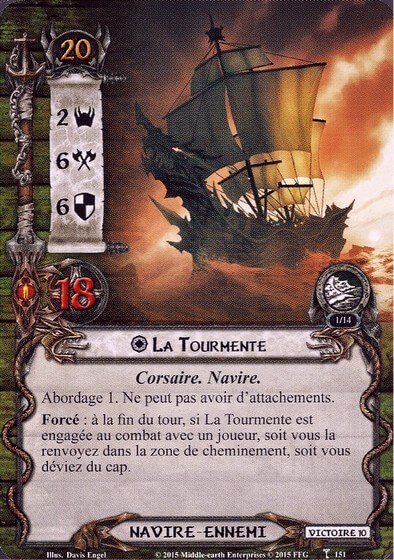 20
2
6
6
18
1/14
La Tourmente
Corsaire. Navire.
Abordage 1. Ne peut pas avoir d'attachements.
Forcé : à la fin du tour, si La Tourmente est
engagée au combat avec un joueur, soit vous la
renvoyez dans la zone de cheminement, soit vous
déviez du cap.
NAVIRE-ENNEMI
VICTOIRE 10
Illus. Davis Engel
© 2015 Middle-earth Enterprises © 2015 FFG
151